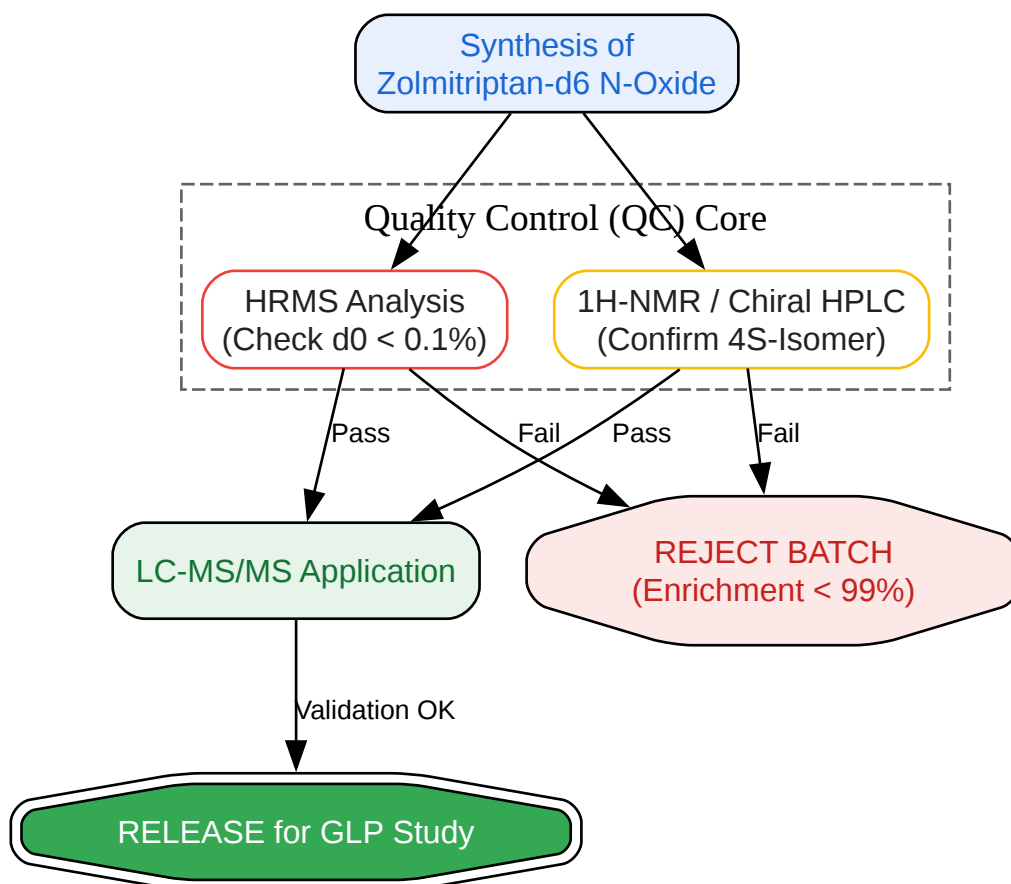 Synthesis of
Zolmitriptan-d6 N-Oxide
Quality Control (QC) Core
HRMS Analysis
(Check d0 < 0.1%)
1H-NMR / Chiral HPLC
(Confirm 4S-Isomer)
Pass
Fail
Pass
Fail
LC-MS/MS Application
REJECT BATCH
(Enrichment < 99%)
Validation OK
RELEASE for GLP Study